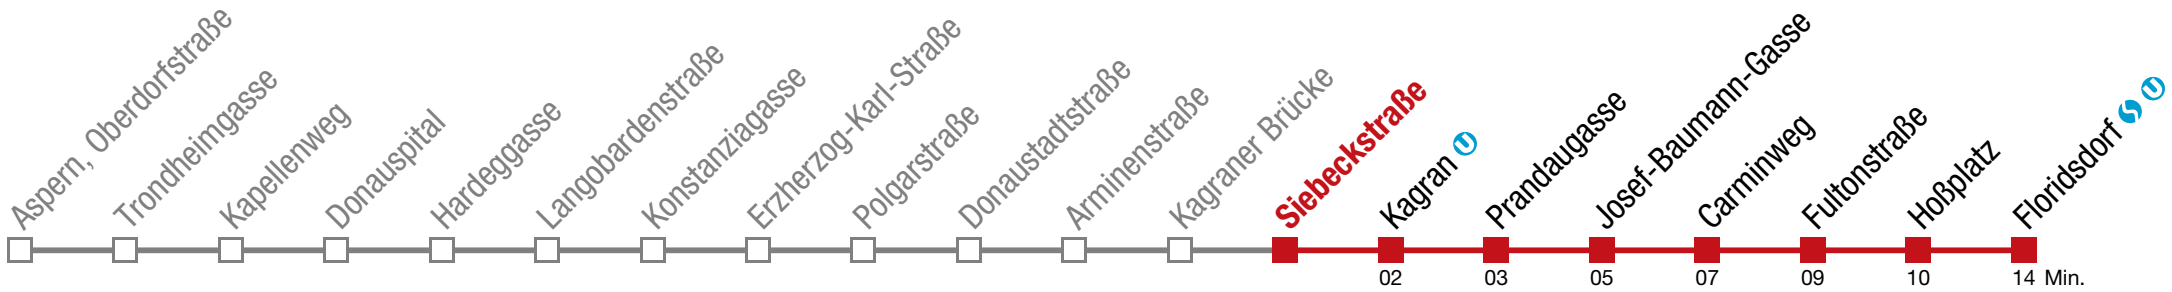 Aspern, Oberdorfstraße
Trondheimgasse
Kapellenweg
Donauspital
Hardeggasse
Langobardenstraße
Konstanziagasse
Erzherzog-Karl-Straße
Polgarstraße
Donaustadtstraße
Arminenstraße
Kagraner Brücke
Siebeckstraße
Kagran U
Prandaugasse
Josef-Baumann-Gasse
Carminweg
Fultonstraße
Hoßplatz
Floridsdorf S U
02 03 05 07 09 10 14 Min.